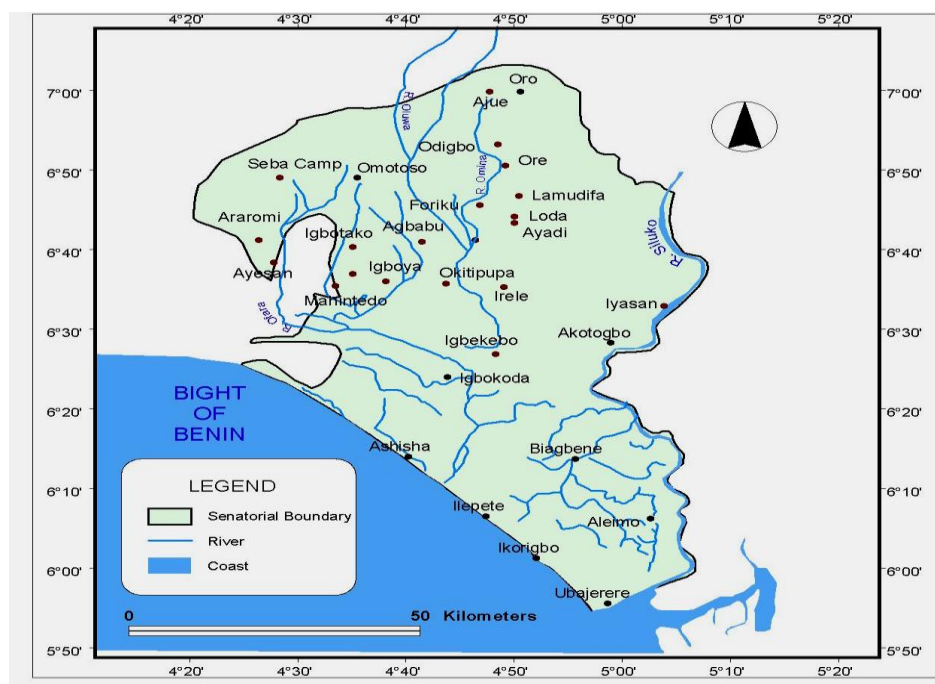 4°20' 4°30' 4°40' 4°50' 5°00' 5°10' 5°20'
7°00'
6°50'
6°40'
6°30'
6°20'
6°10'
6°00'
5°50'
7°00'
6°50'
6°40'
6°30'
6°20'
6°10'
6°00'
5°50'
Oro
Ajue
R. Oluwa
Odigbo
Ore
R. Omina
Seba Camp
Omotoso
Lamudifa
Foriku
Loda
Araromi
Agbabu
Ayadi
Igbotako
R. Siluko
Ayesan
Igboya
Okitipupa
Irele
Mahintedo
Iyasan
R. Ofara
Igbekebo
Akotogbo
Igbokoda
BIGHT
OF
BENIN
Ashisha
Biagbene
Ilepete
Aleimo
Ikorigbo
Ubajerere
LEGEND
Senatorial Boundary
River
Coast
0 50 Kilometers
4°20' 4°30' 4°40' 4°50' 5°00' 5°10' 5°20'